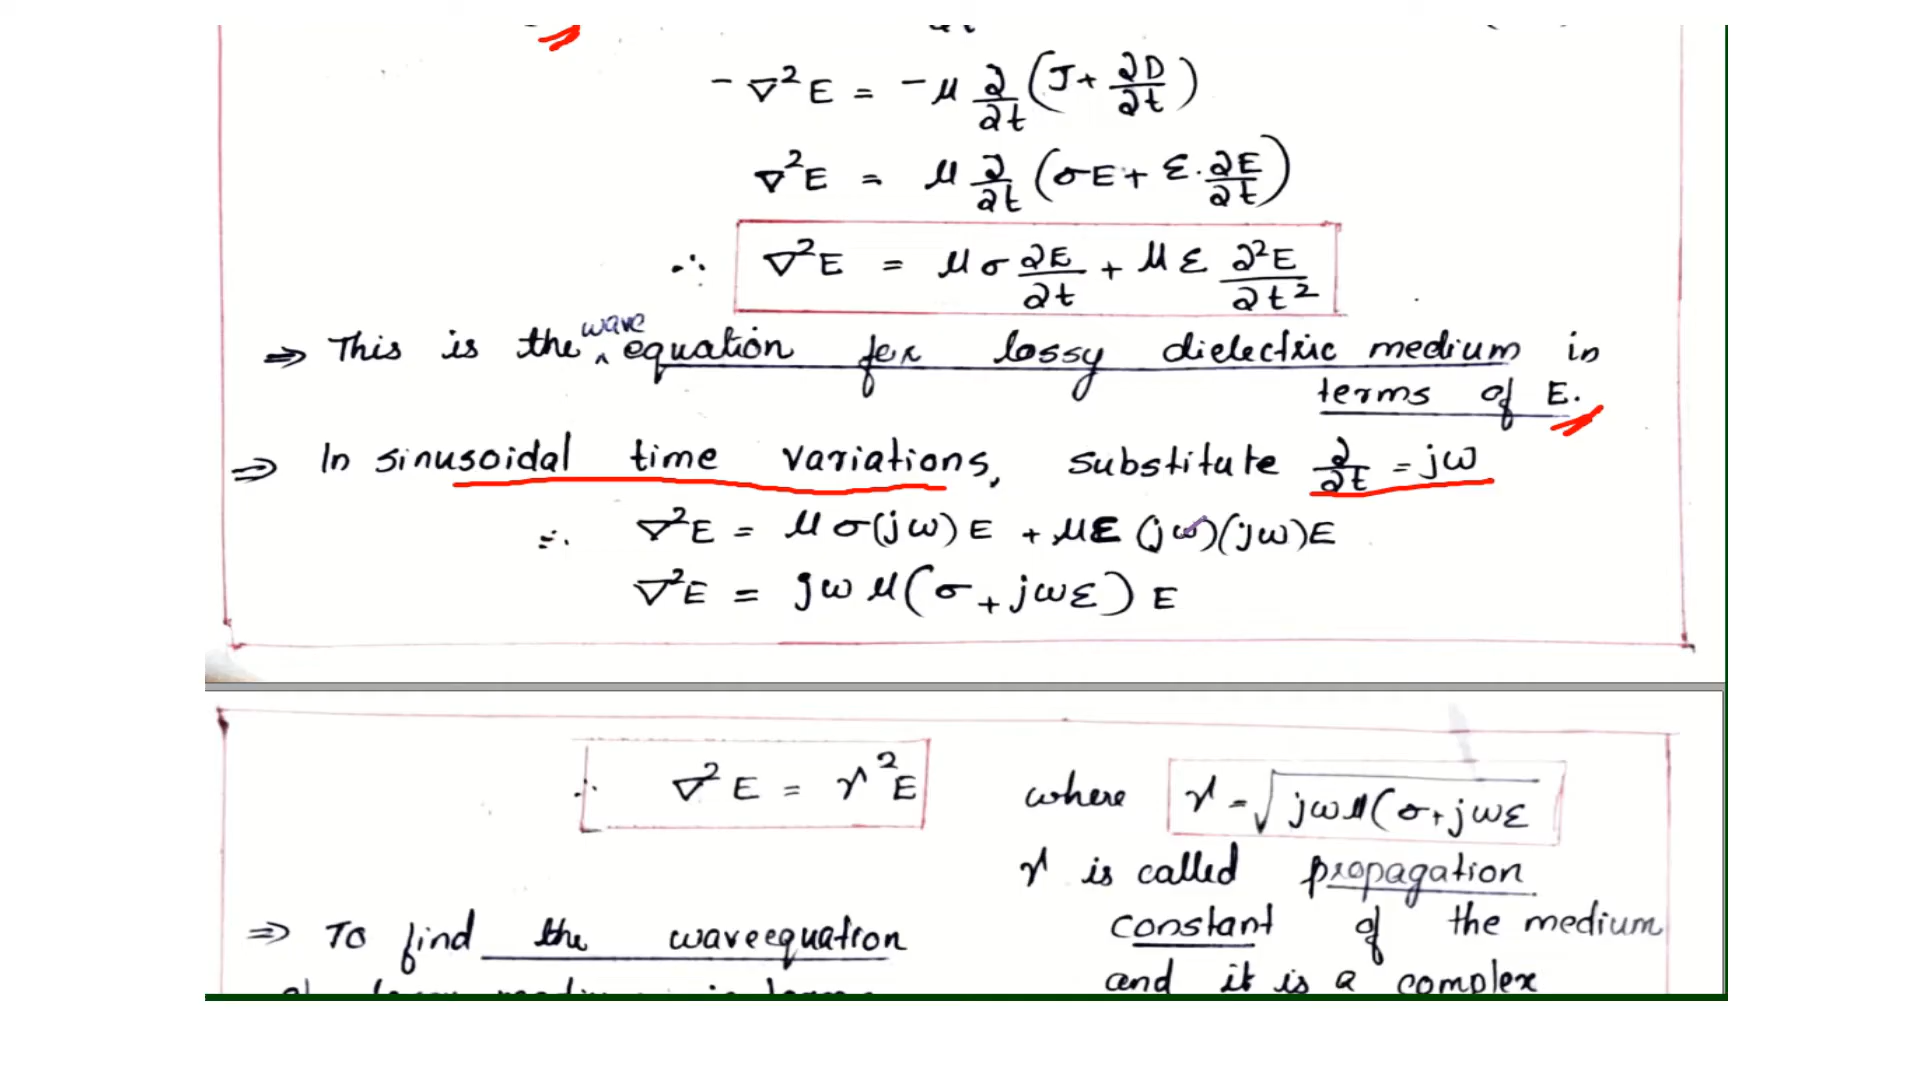 - ∇²E = -μ ∂/∂t (J + ∂D/∂t)
∇²E = μ ∂/∂t (σE + ε. ∂E/∂t)
∴ ∇²E = μσ ∂E/∂t + με ∂²E/∂t²
⇒ This is the wave equation for lossy dielectric medium in
terms of E.
⇒ In sinusoidal time variations, substitute ∂/∂t = jω
∴ ∇²E = μσ(jω)E + με (jω)(jω)E
∇²E = jωμ(σ + jωε) E
∴ ∇²E = γ²E where γ = √jωμ(σ+jωε
γ is called propagation
constant of the medium
⇒ To find the wave equation
and it is a complex